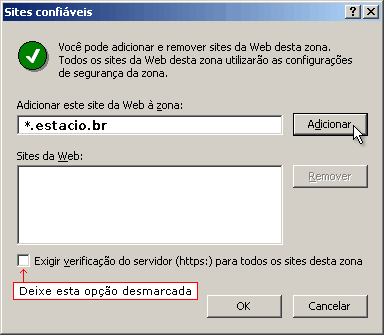 Sites confiáveis
Você pode adicionar e remover sites da Web desta zona.
Todos os sites da Web desta zona utilizarão as configurações
de segurança da zona.
Adicionar este site da Web à zona:
*.estacio.br
Adicionar
Sites da Web:
Remover
Exigir verificação do servidor (https:) para todos os sites desta zona
Deixe esta opção desmarcada
OK
Cancelar